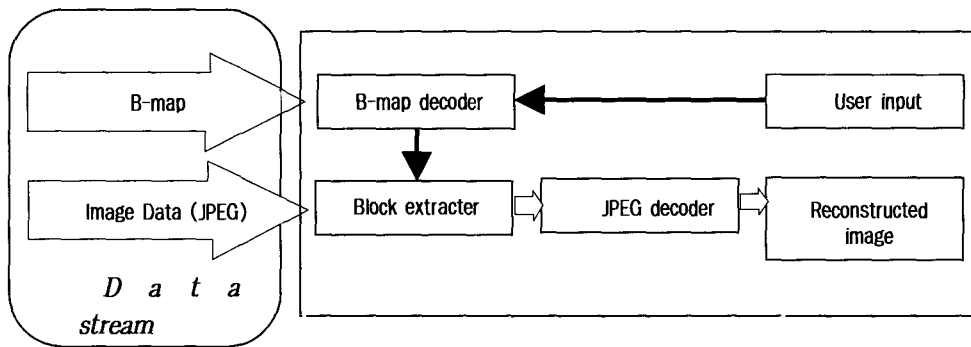 B-map
B-map decoder
User input
Image Data (JPEG)
Block extracter
JPEG decoder
Reconstructed
image
D a t a
stream